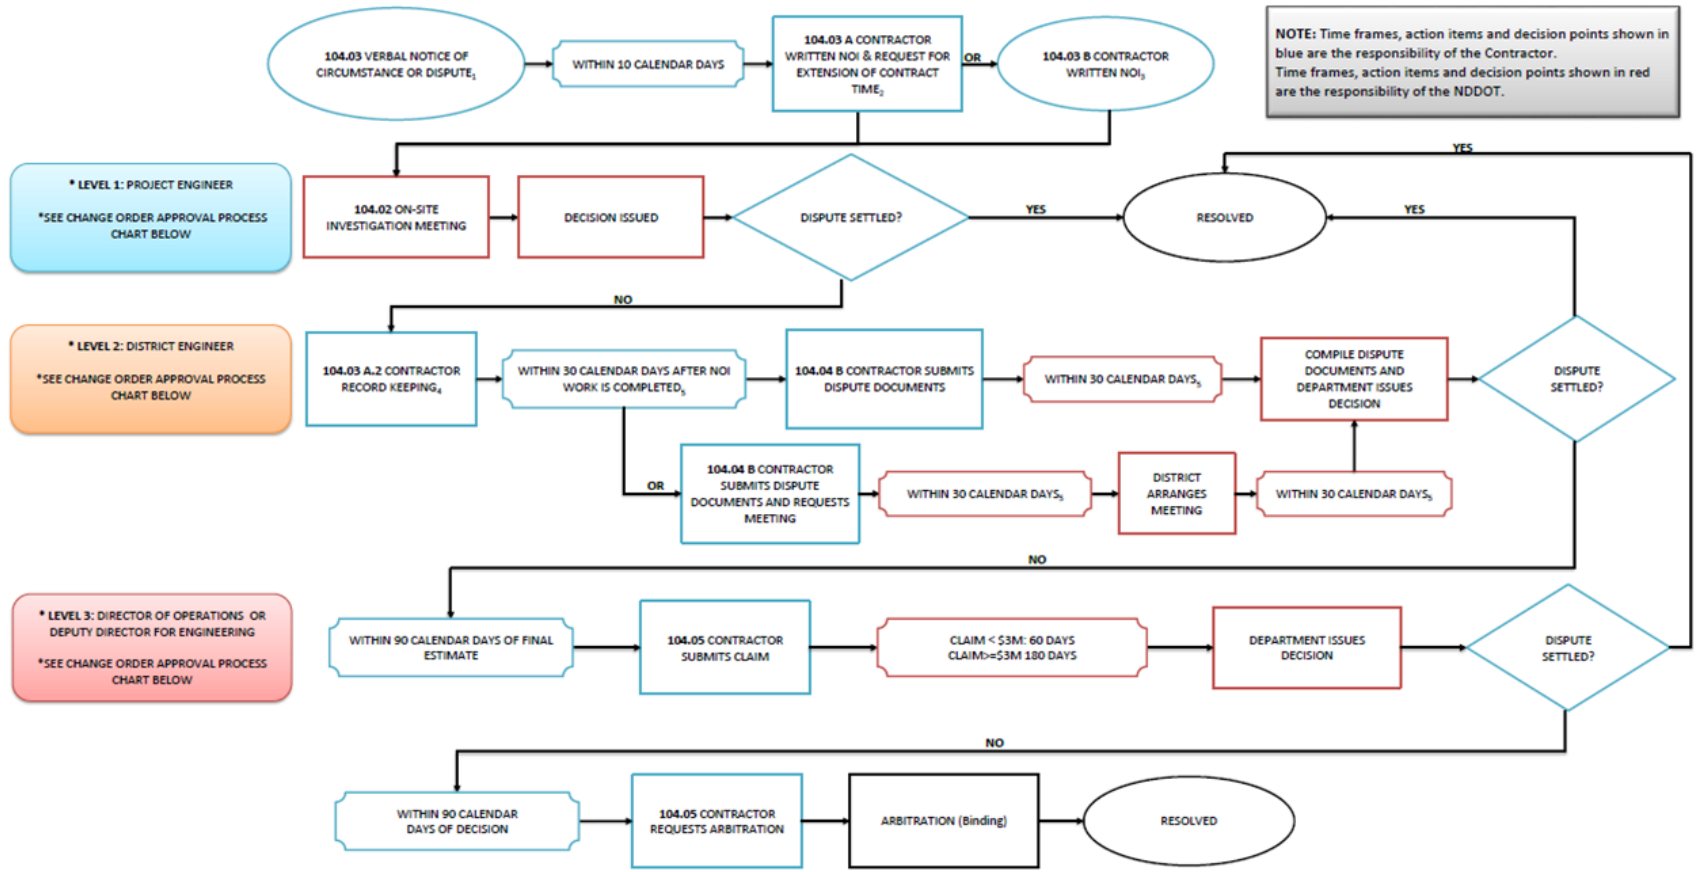 104.03 VERBAL NOTICE OF
CIRCUMSTANCE OR DISPUTE1
WITHIN 10 CALENDAR DAYS
104.03 A CONTRACTOR
WRITTEN NOI & REQUEST FOR
EXTENSION OF CONTRACT
TIME2
OR
104.03 B CONTRACTOR
WRITTEN NOI3
NOTE: Time frames, action items and decision points shown in
blue are the responsibility of the Contractor.
Time frames, action items and decision points shown in red
are the responsibility of the NDDOT.
YES
* LEVEL 1: PROJECT ENGINEER
*SEE CHANGE ORDER APPROVAL PROCESS
CHART BELOW
104.02 ON-SITE
INVESTIGATION MEETING
DECISION ISSUED
DISPUTE SETTLED?
YES
RESOLVED
YES
NO
* LEVEL 2: DISTRICT ENGINEER
*SEE CHANGE ORDER APPROVAL PROCESS
CHART BELOW
104.03 A.2 CONTRACTOR
RECORD KEEPING4
WITHIN 30 CALENDAR DAYS AFTER NOI
WORK IS COMPLETED5
104.04 B CONTRACTOR SUBMITS
DISPUTE DOCUMENTS
WITHIN 30 CALENDAR DAYS5
COMPILE DISPUTE
DOCUMENTS AND
DEPARTMENT ISSUES
DECISION
DISPUTE
SETTLED?
OR
104.04 B CONTRACTOR
SUBMITS DISPUTE
DOCUMENTS AND REQUESTS
MEETING
WITHIN 30 CALENDAR DAYS5
DISTRICT
ARRANGES
MEETING
WITHIN 30 CALENDAR DAYS5
NO
* LEVEL 3: DIRECTOR OF OPERATIONS OR
DEPUTY DIRECTOR FOR ENGINEERING
*SEE CHANGE ORDER APPROVAL PROCESS
CHART BELOW
WITHIN 90 CALENDAR DAYS OF FINAL
ESTIMATE
104.05 CONTRACTOR
SUBMITS CLAIM
CLAIM < $3M: 60 DAYS
CLAIM>=$3M 180 DAYS
DEPARTMENT ISSUES
DECISION
DISPUTE
SETTLED?
NO
WITHIN 90 CALENDAR
DAYS OF DECISION
104.05 CONTRACTOR
REQUESTS ARBITRATION
ARBITRATION (Binding)
RESOLVED